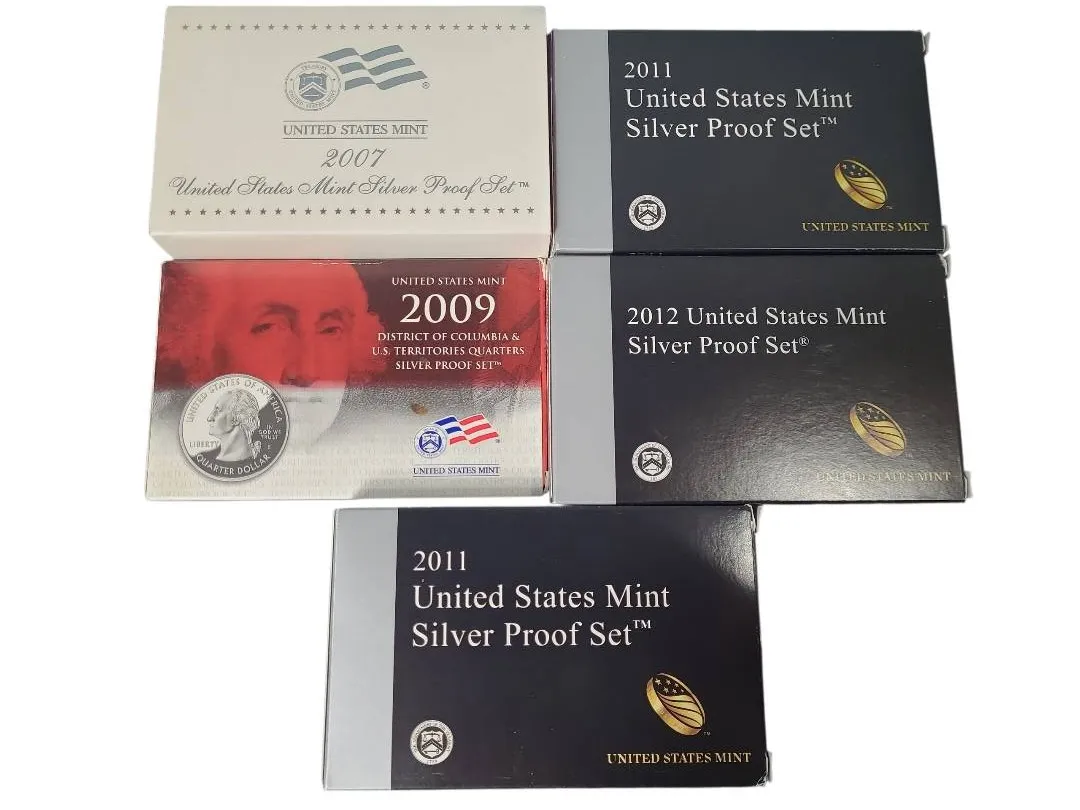 UNITED STATES MINT
2007
United States Mint Silver Proof Set™
2011
United States Mint
Silver Proof Set™
UNITED STATES MINT
UNITED STATES MINT
2009
DISTRICT OF COLUMBIA &
U.S. TERRITORIES QUARTERS
SILVER PROOF SET™
UNITED STATES OF AMERICA
LIBERTY
IN
GOD WE
TRUST
S
QUARTER DOLLAR
UNITED STATES MINT
2012 United States Mint
Silver Proof Set®
UNITED STATES MINT
2011
United States Mint
Silver Proof Set™
UNITED STATES MINT